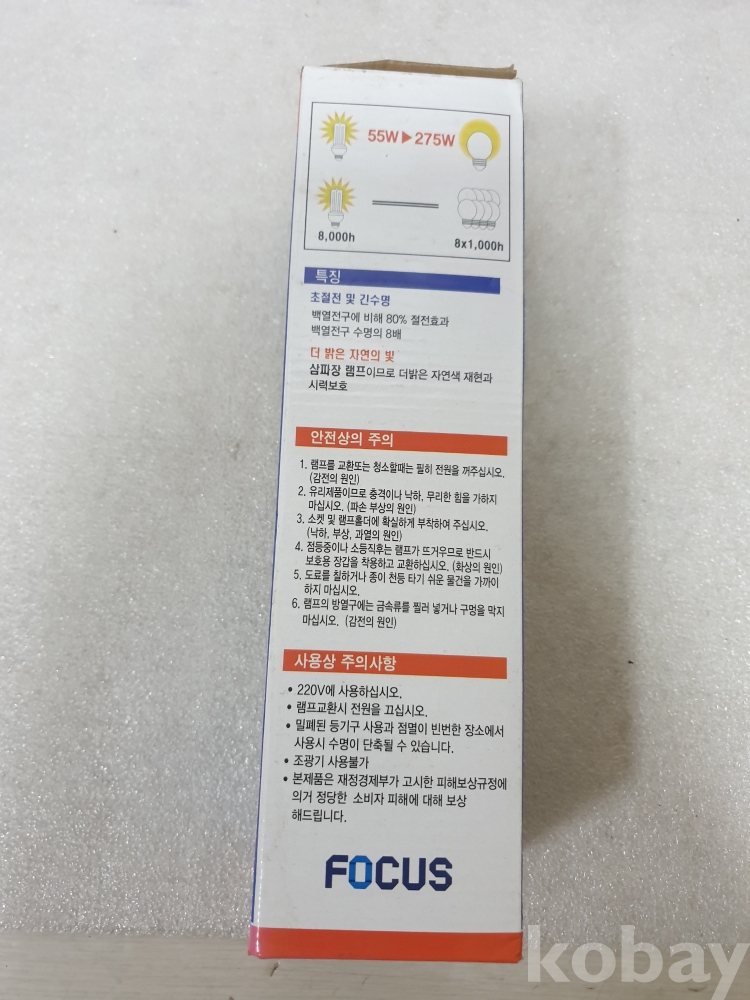 55W▶275W
8,000h
8x1,000h
특징
초절전 및 긴수명
백열전구에 비해 80% 절전효과
백열전구 수명의 8배
더 밝은 자연의 빛
삼파장 램프이므로 더밝은 자연색 재현과
시력보호
안전상의 주의
1. 램프를 교환또는 청소할때는 필히 전원을 꺼주십시오.
(감전의 원인)
2. 유리제품이므로 충격이나 낙하, 무리한 힘을 가하지
마십시오. (파손 부상의 원인)
3. 소켓 및 램프홀더에 확실하게 부착하여 주십시오.
(낙하, 부상, 과열의 원인)
4. 점등중이나 소등직후는 램프가 뜨거우므로 반드시
보호용 장갑을 착용하고 교환하십시오. (화상의 원인)
5. 도료를 칠하거나 종이 천등 타기 쉬운 물건을 가까이
하지 마십시오.
6. 램프의 방열구에는 금속류를 찔러 넣거나 구멍을 막지
마십시오. (감전의 원인)
사용상 주의사항
• 220V에 사용하십시오.
• 램프교환시 전원을 끄십시오.
• 밀폐된 등기구 사용과 점멸이 빈번한 장소에서
사용시 수명이 단축될 수 있습니다.
• 조광기 사용불가
• 본제품은 재정경제부가 고시한 피해보상규정에
의거 정당한 소비자 피해에 대해 보상
해드립니다.
FOCUS
kobay